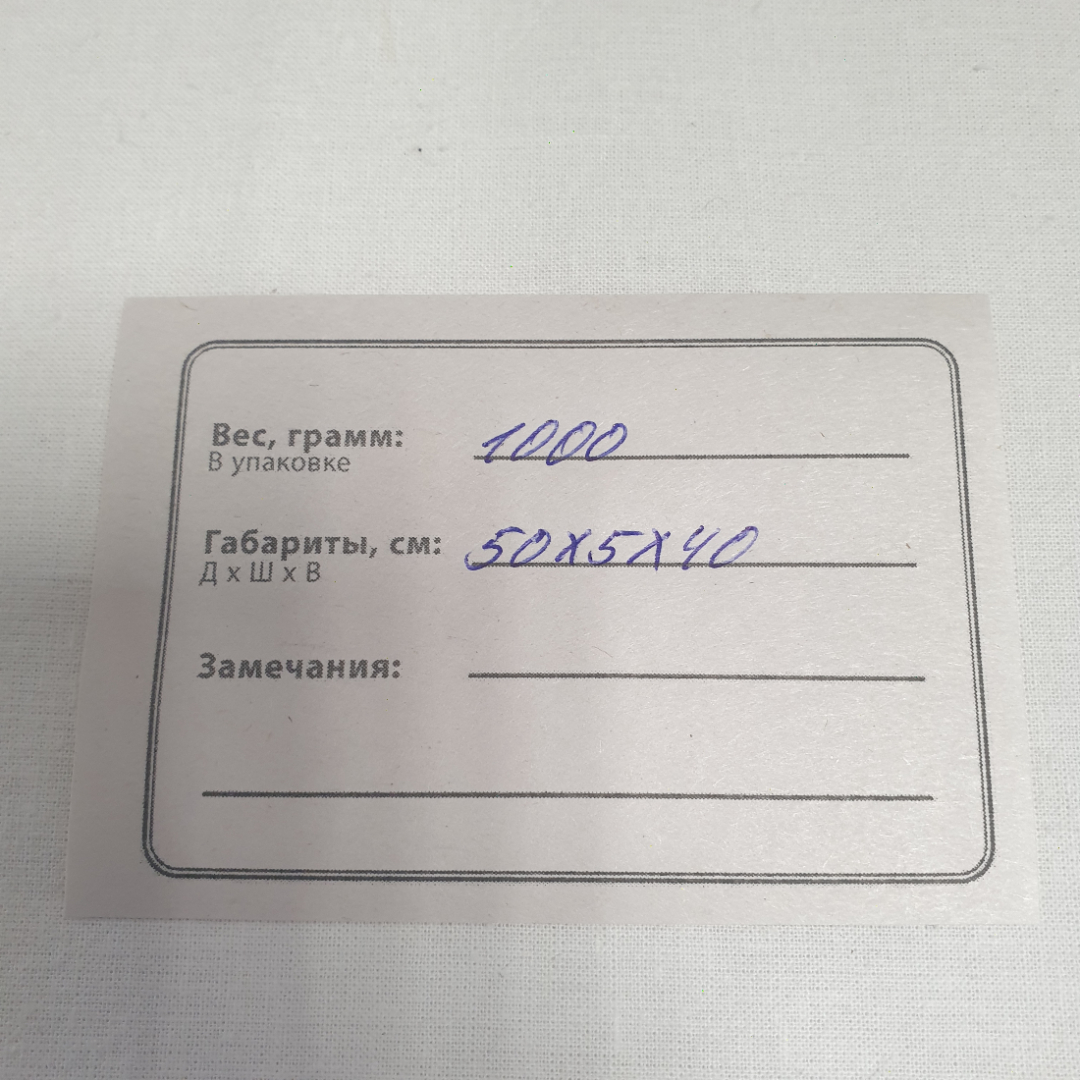 Вес, грамм: 1000
В упаковке
Габариты, см: 50х5х40
Д х Ш х В
Замечания: